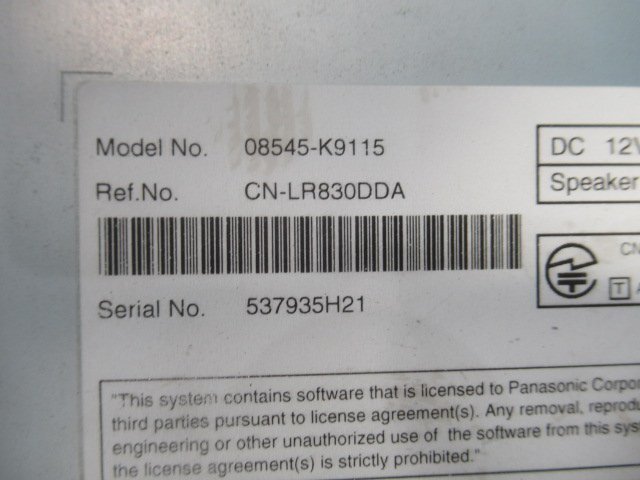 Model No. 08545-K9115
DC 12V
Ref.No. CN-LR830DDA
Speaker
Serial No. 537935H21
CN
T
"This system contains software that is licensed to Panasonic Corpor
third parties pursuant to license agreement(s). Any removal, reprodu
engineering or other unauthorized use of the software from this syste
the license agreement(s) is strictly prohibited."